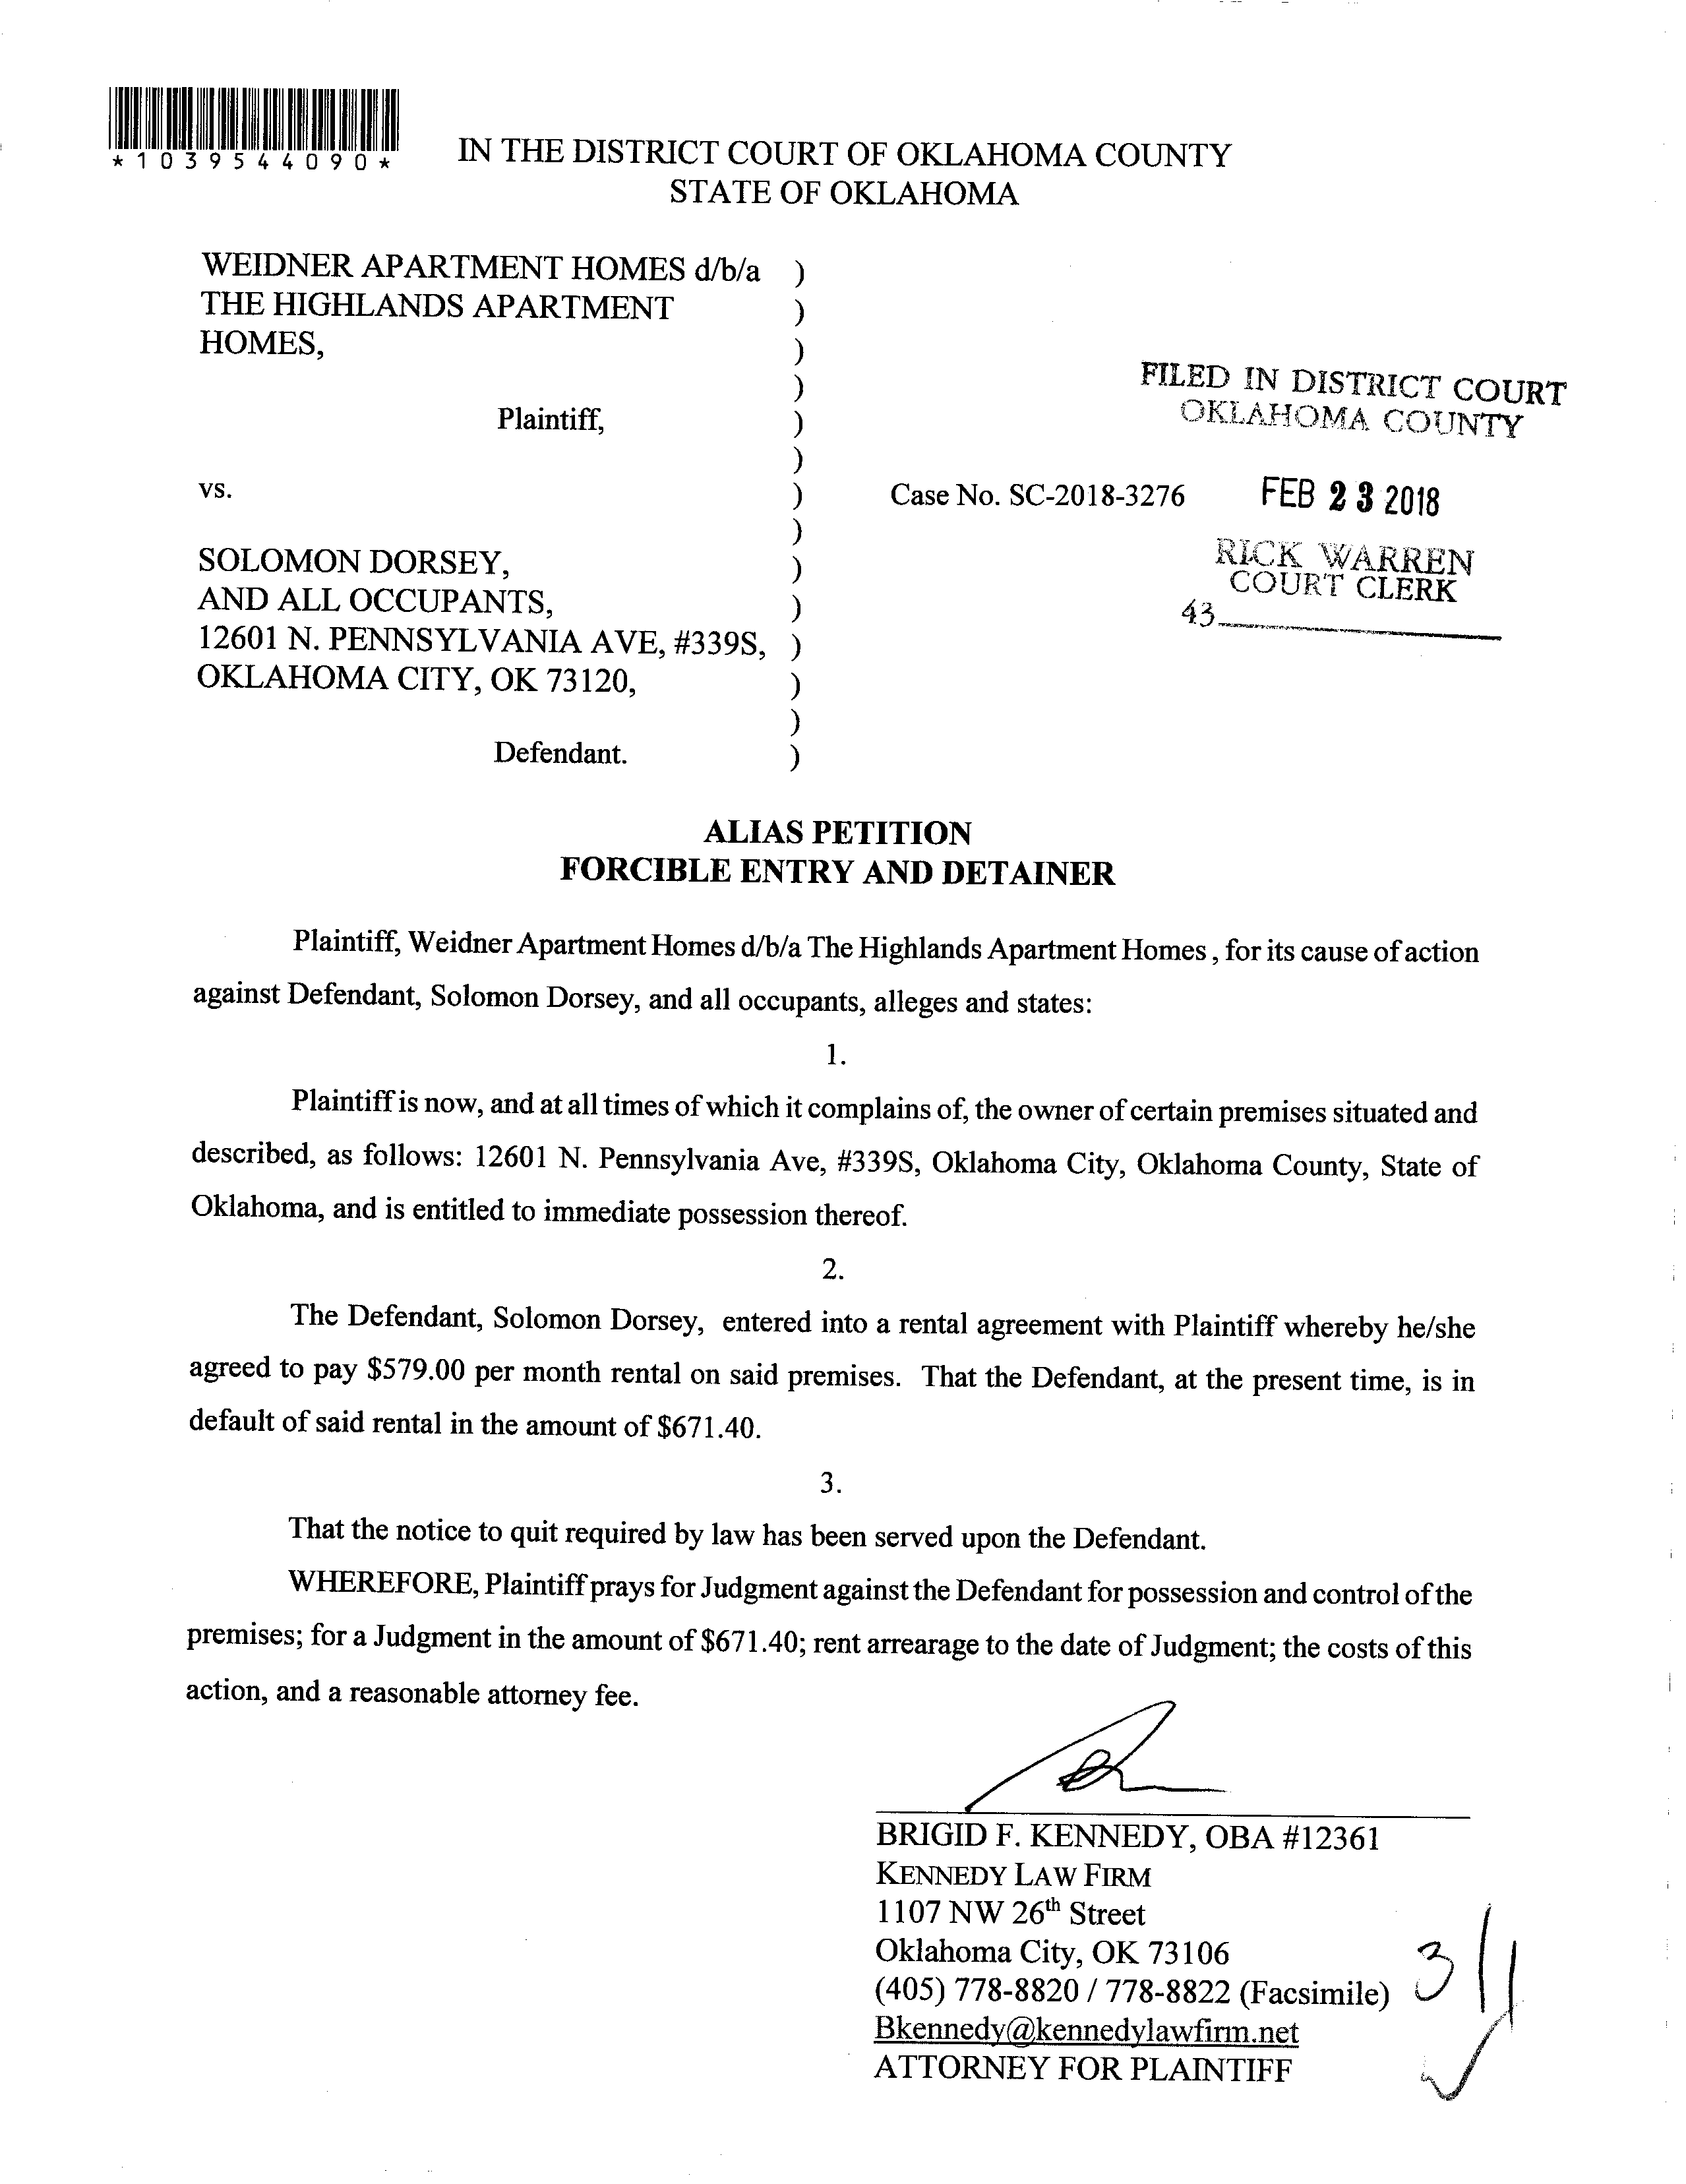 *1039544090*
IN THE DISTRICT COURT OF OKLAHOMA COUNTY
STATE OF OKLAHOMA
WEIDNER APARTMENT HOMES d/b/a )
THE HIGHLANDS APARTMENT )
HOMES, )
)
Plaintiff, )
)
vs. )
)
SOLOMON DORSEY, )
AND ALL OCCUPANTS, )
12601 N. PENNSYLVANIA AVE, #339S, )
OKLAHOMA CITY, OK 73120, )
)
Defendant. )
FILED IN DISTRICT COURT
OKLAHOMA COUNTY
Case No. SC-2018-3276
FEB 23 2018
RICK WARREN
COURT CLERK
43
ALIAS PETITION
FORCIBLE ENTRY AND DETAINER
Plaintiff, Weidner Apartment Homes d/b/a The Highlands Apartment Homes , for its cause of action
against Defendant, Solomon Dorsey, and all occupants, alleges and states:
1.
Plaintiff is now, and at all times of which it complains of, the owner of certain premises situated and
described, as follows: 12601 N. Pennsylvania Ave, #339S, Oklahoma City, Oklahoma County, State of
Oklahoma, and is entitled to immediate possession thereof.
2.
The Defendant, Solomon Dorsey, entered into a rental agreement with Plaintiff whereby he/she
agreed to pay $579.00 per month rental on said premises. That the Defendant, at the present time, is in
default of said rental in the amount of $671.40.
3.
That the notice to quit required by law has been served upon the Defendant.
WHEREFORE, Plaintiff prays for Judgment against the Defendant for possession and control of the
premises; for a Judgment in the amount of $671.40; rent arrearage to the date of Judgment; the costs of this
action, and a reasonable attorney fee.
BRIGID F. KENNEDY, OBA #12361
KENNEDY LAW FIRM
1107 NW 26th Street
Oklahoma City, OK 73106
(405) 778-8820 / 778-8822 (Facsimile)
Bkennedy@kennedylawfirm.net
ATTORNEY FOR PLAINTIFF
3/1